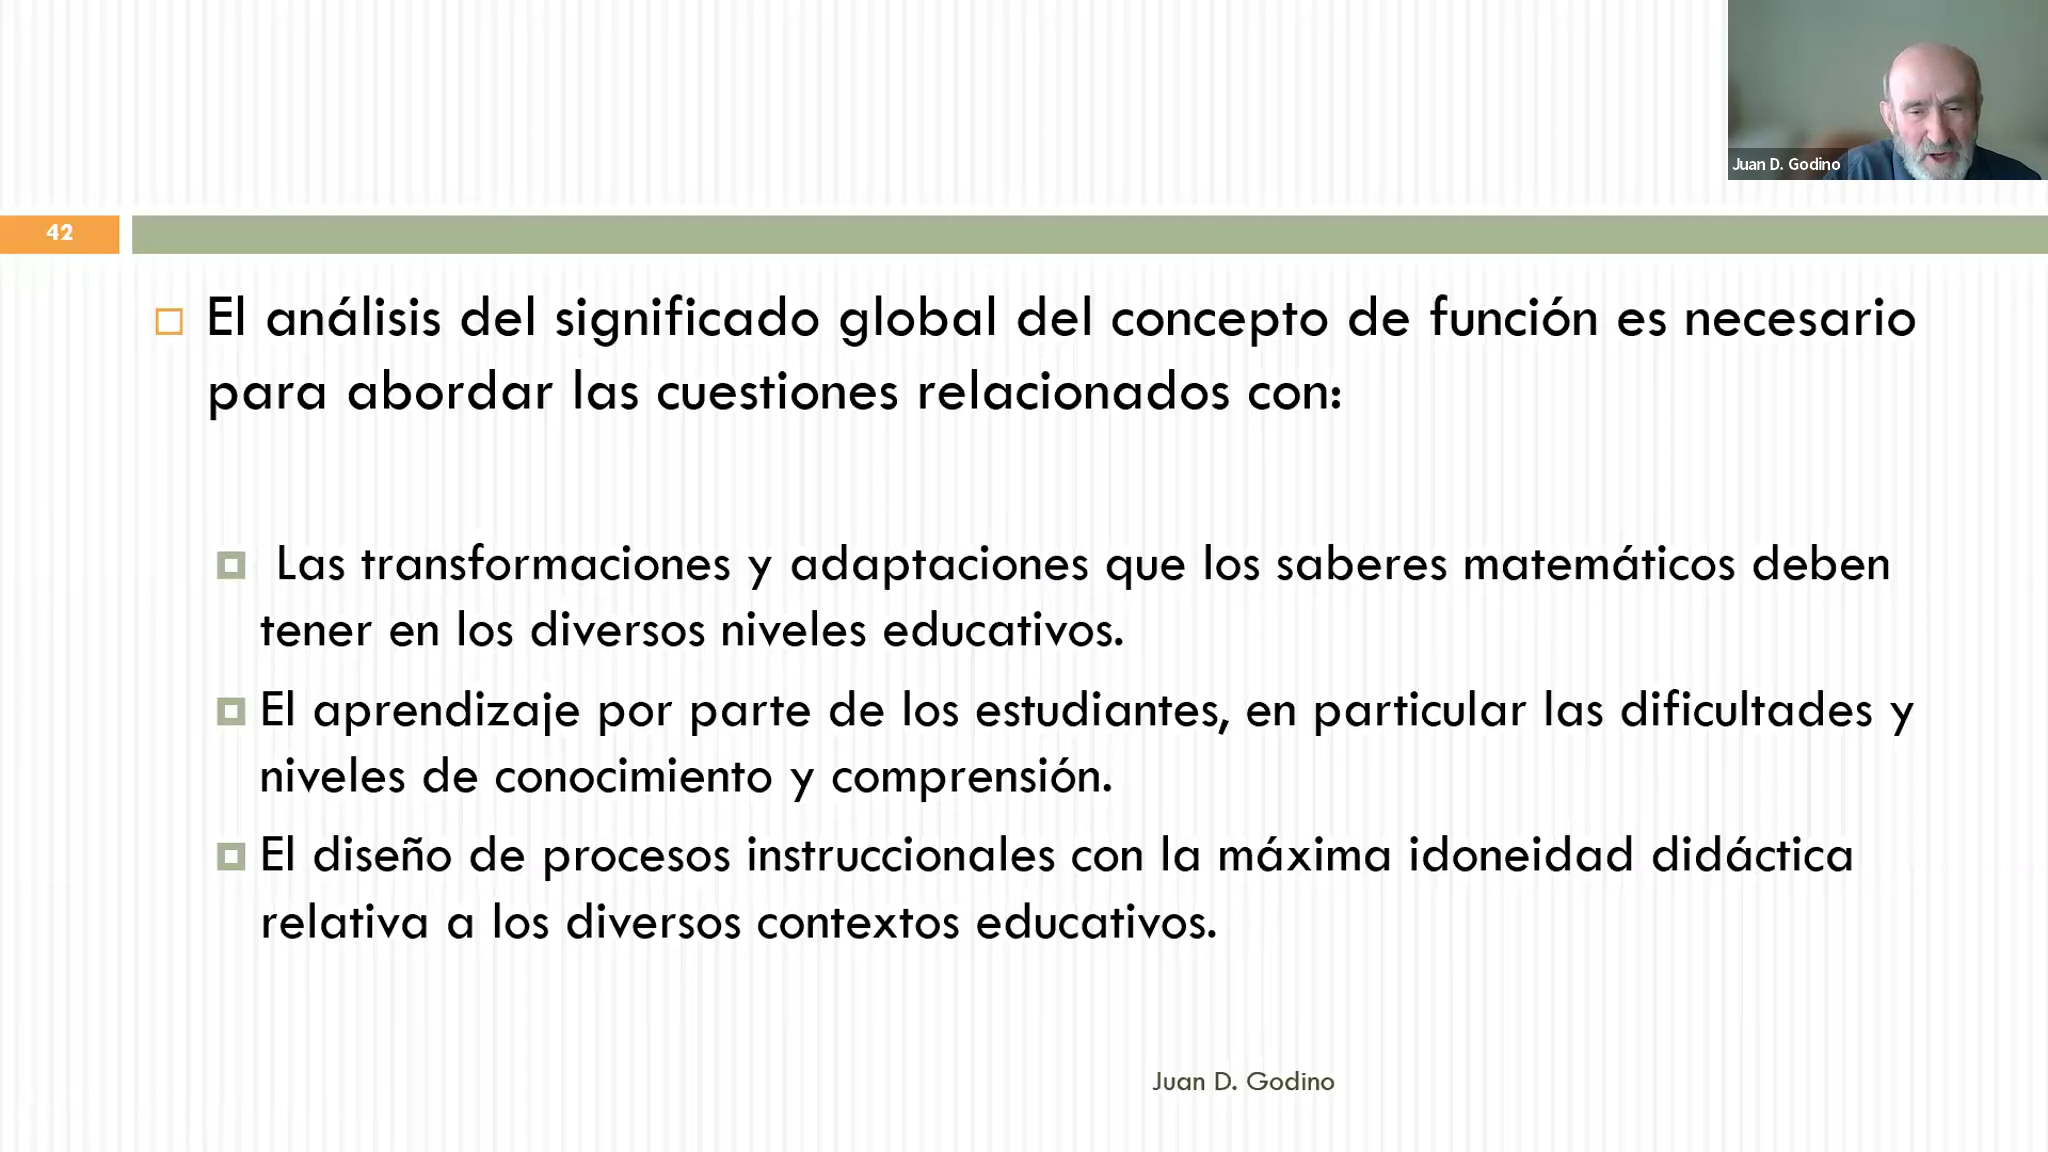 Juan D. Godino
42
El análisis del significado global del concepto de función es necesario
para abordar las cuestiones relacionados con:
Las transformaciones y adaptaciones que los saberes matemáticos deben
tener en los diversos niveles educativos.
El aprendizaje por parte de los estudiantes, en particular las dificultades y
niveles de conocimiento y comprensión.
El diseño de procesos instruccionales con la máxima idoneidad didáctica
relativa a los diversos contextos educativos.
Juan D. Godino